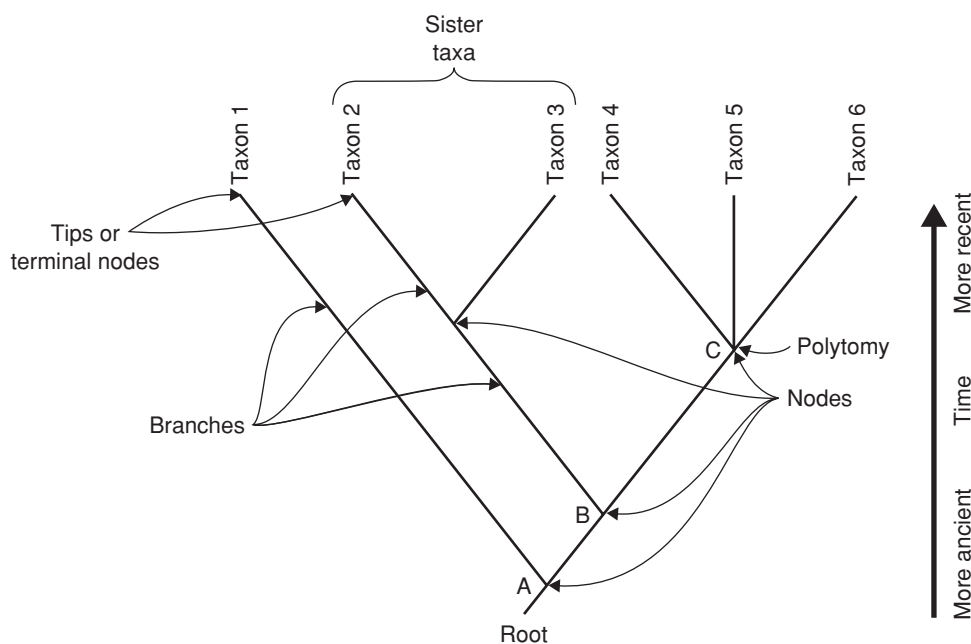 Sister
taxa
Taxon 1
Taxon 2
Taxon 3
Taxon 4
Taxon 5
Taxon 6
Tips or
terminal nodes
Branches
C
Polytomy
Nodes
B
A
Root
More recent
Time
More ancient